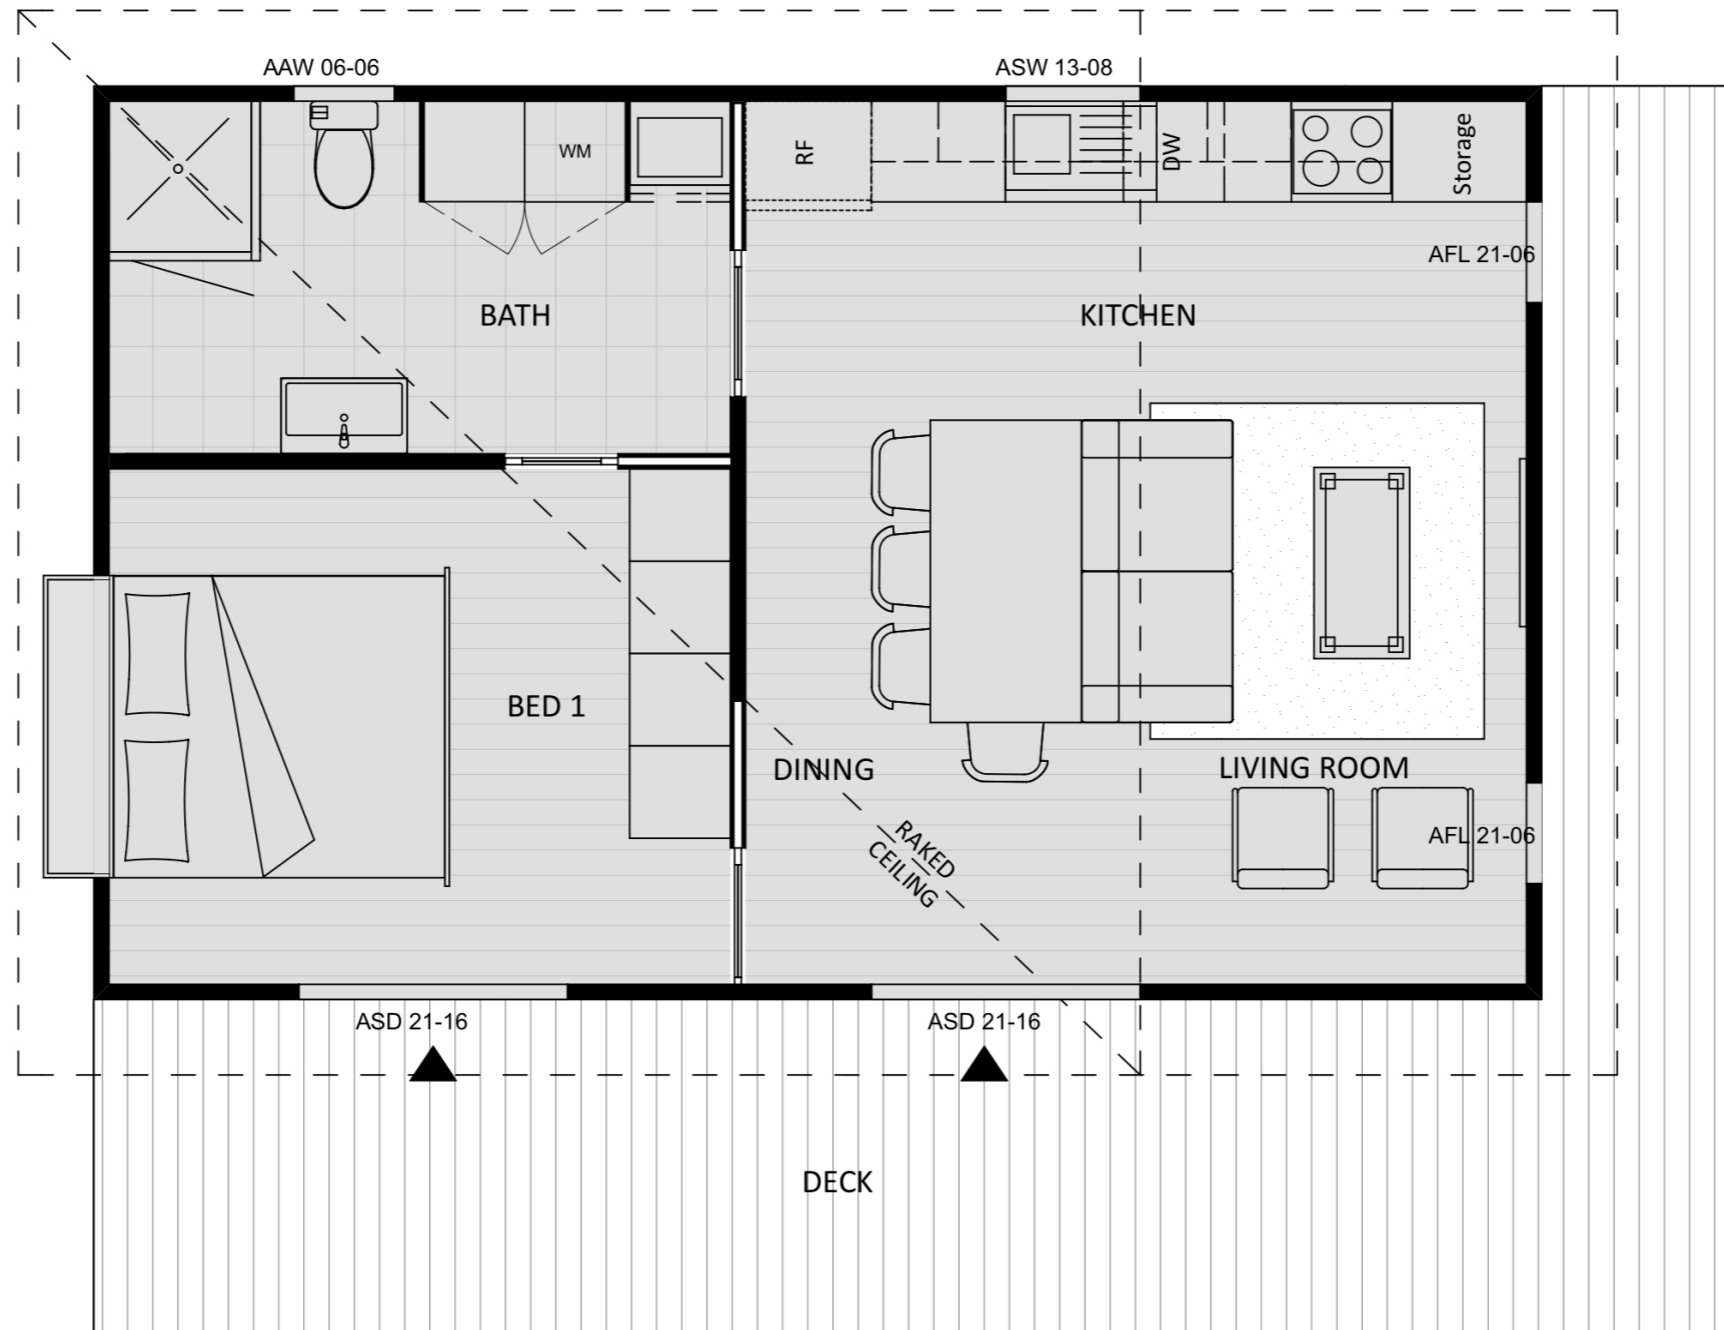 AAW 06-06
ASW 13-08
WM
RF
DW
Storage
AFL 21-06
BATH
KITCHEN
BED 1
DINING
LIVING ROOM
RAKED
CEILING
AFL 21-06
ASD 21-16
ASD 21-16
DECK